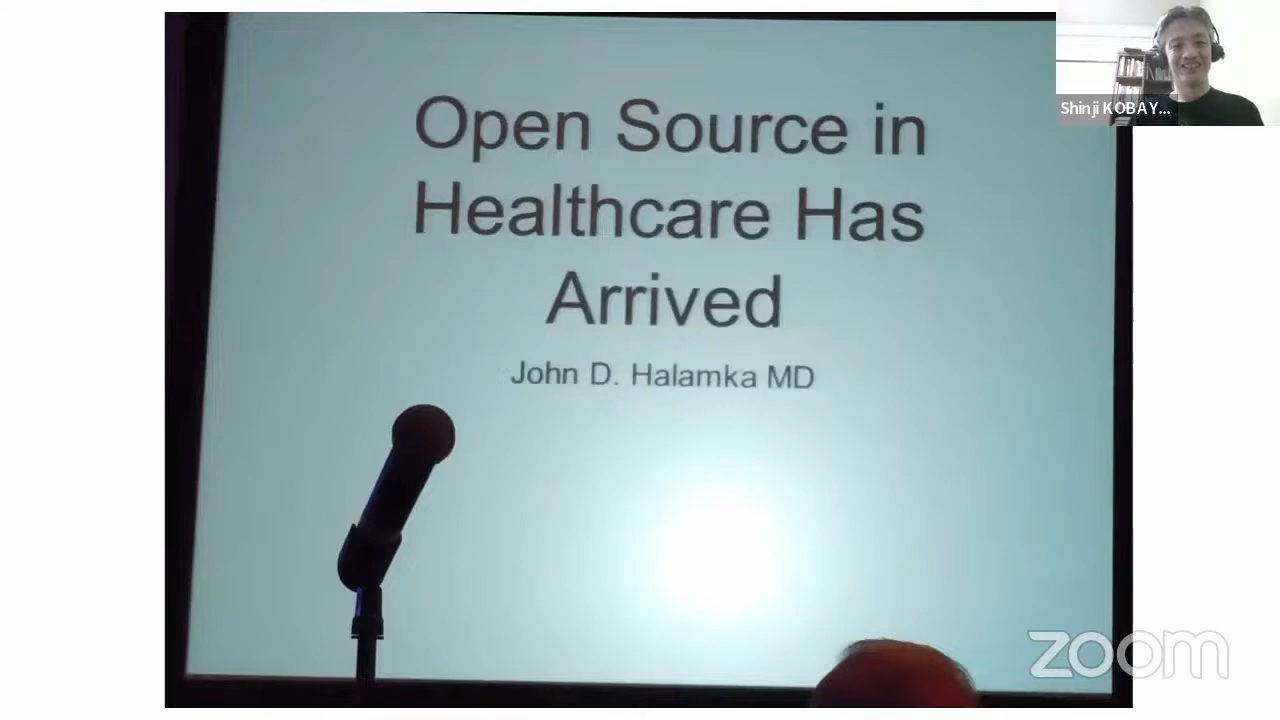 Open Source in
Healthcare Has
Arrived
John D. Halamka MD
Shinji KOBAY...
zoom